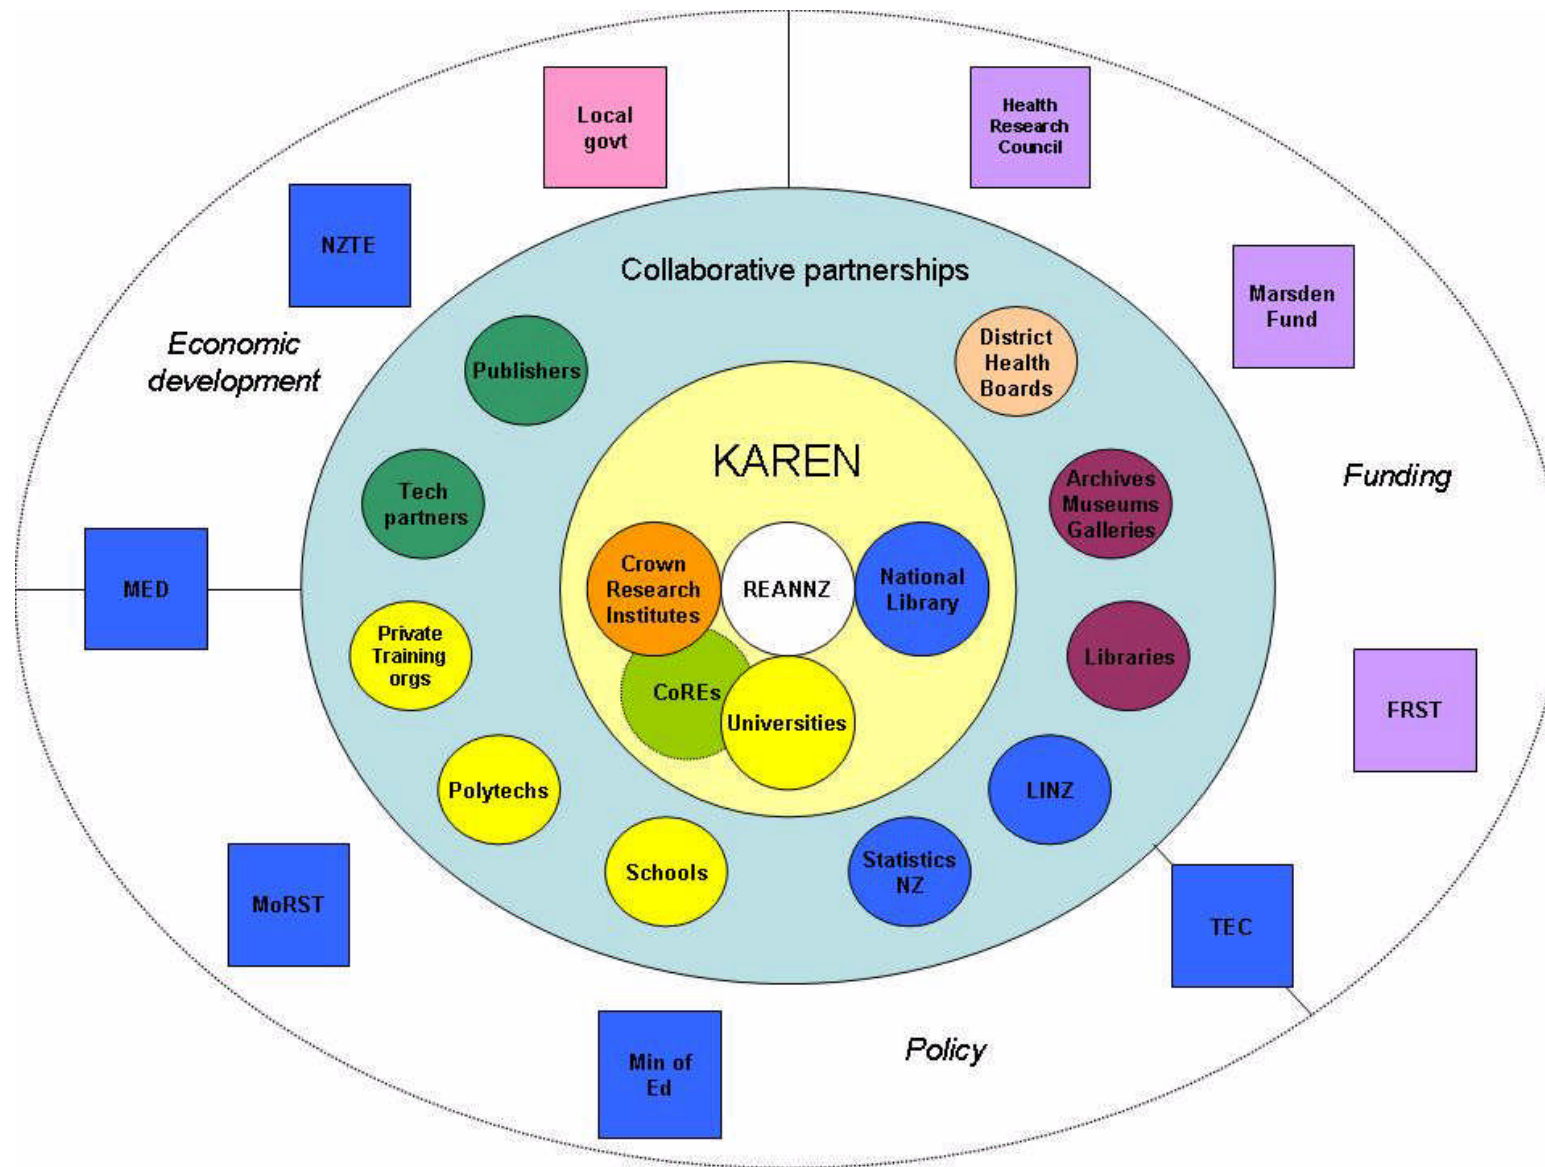 Local
govt
Health
Research
Council
NZTE
Marsden
Fund
Collaborative partnerships
Economic
development
Publishers
District
Health
Boards
KAREN
Funding
Tech
partners
Archives
Museums
Galleries
MED
Crown
Research
Institutes
REANNZ
National
Library
Private
Training
orgs
CoREs
Universities
Libraries
FRST
Polytechs
LINZ
Schools
Statistics
NZ
MoRST
TEC
Min of
Ed
Policy